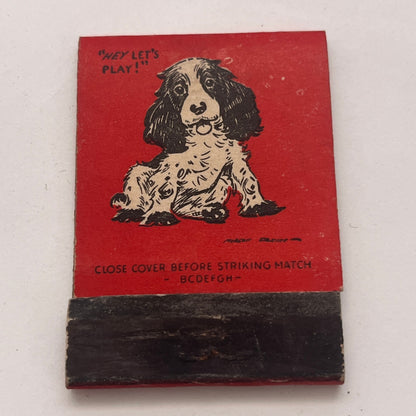 "HEY LET'S
PLAY!"
CLOSE COVER BEFORE STRIKING MATCH
- BCDEFGH -